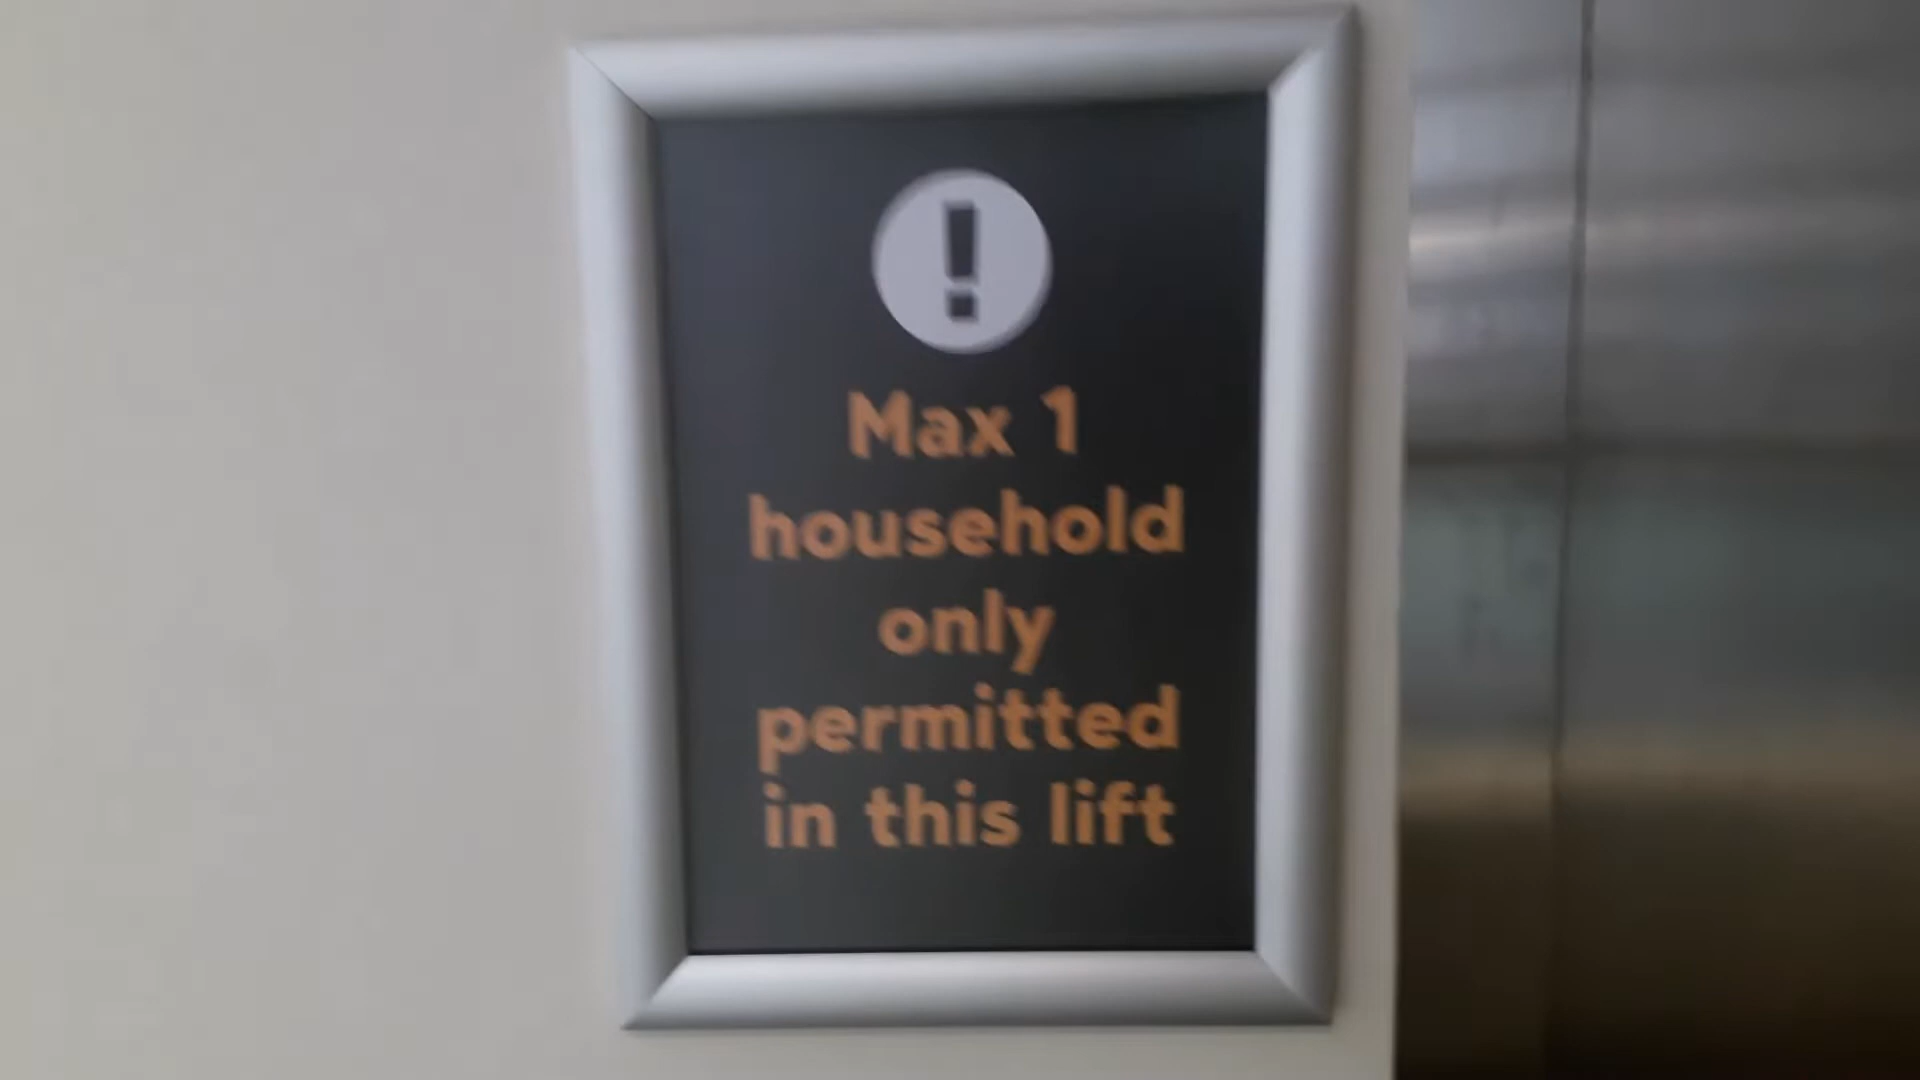 !
Max 1
household
only
permitted
in this lift